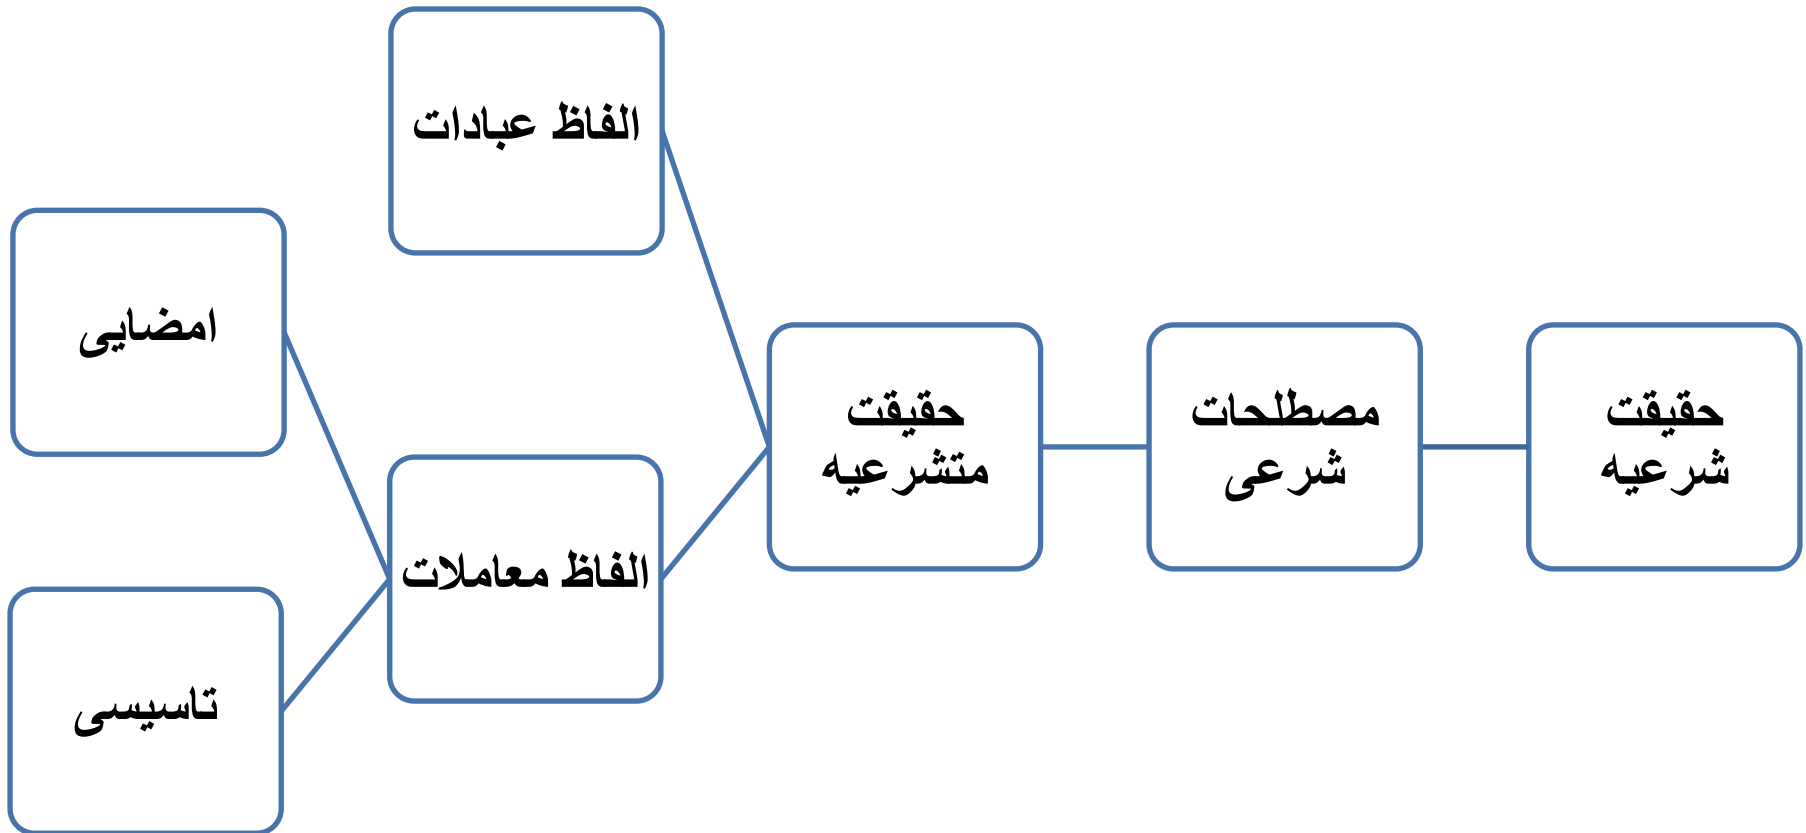 حقیقت
شرعیه
مصطلحات
شرعی
حقیقت
متشرعیه
الفاظ عبادات
الفاظ معاملات
امضایی
تاسیسی